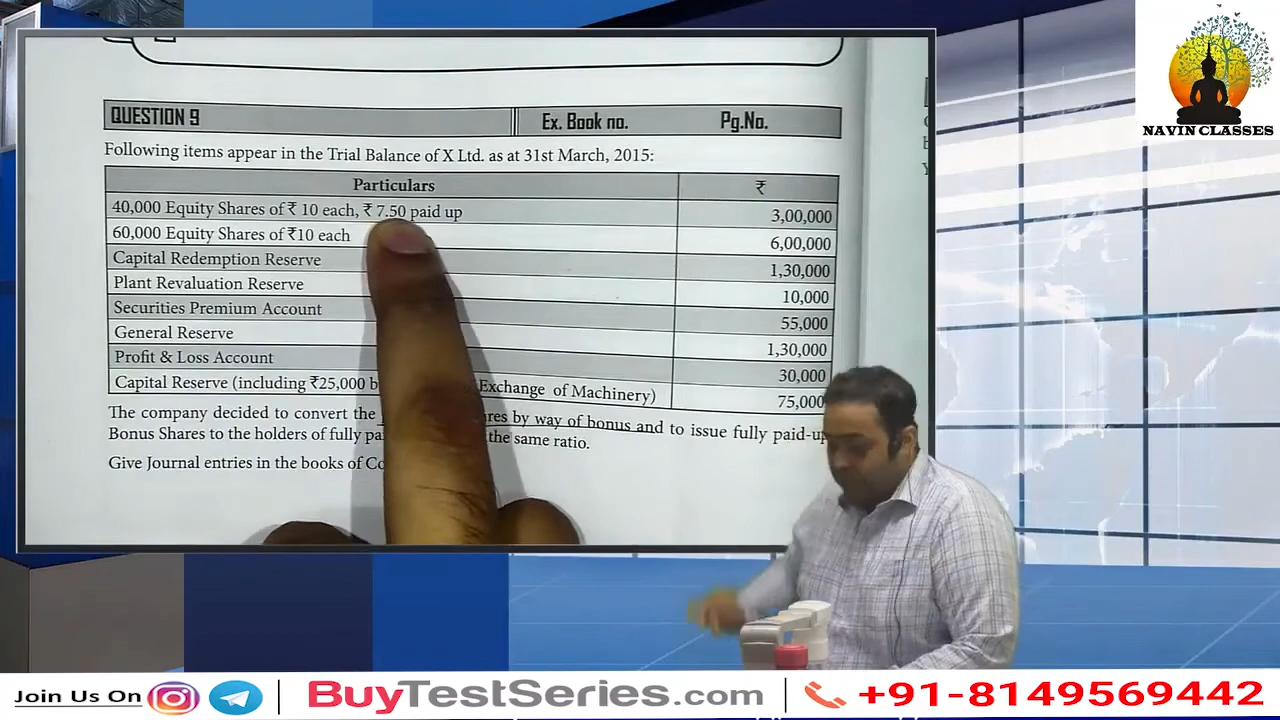 NAVIN CLASSES
QUESTION 9 Ex. Book no. Pg.No.
Following items appear in the Trial Balance of X Ltd. as at 31st March, 2015:
Particulars ₹
40,000 Equity Shares of ₹ 10 each, ₹ 7.50 paid up 3,00,000
60,000 Equity Shares of ₹10 each 6,00,000
Capital Redemption Reserve 1,30,000
Plant Revaluation Reserve 10,000
Securities Premium Account 55,000
General Reserve 1,30,000
Profit & Loss Account 30,000
Capital Reserve (including ₹25,000 Exchange of Machinery) 75,000
The company decided to convert the by way of bonus and to issue fully paid-up
Bonus Shares to the holders of fully the same ratio.
Give Journal entries in the books of
Join Us On BuyTestSeries.com +91-8149569442